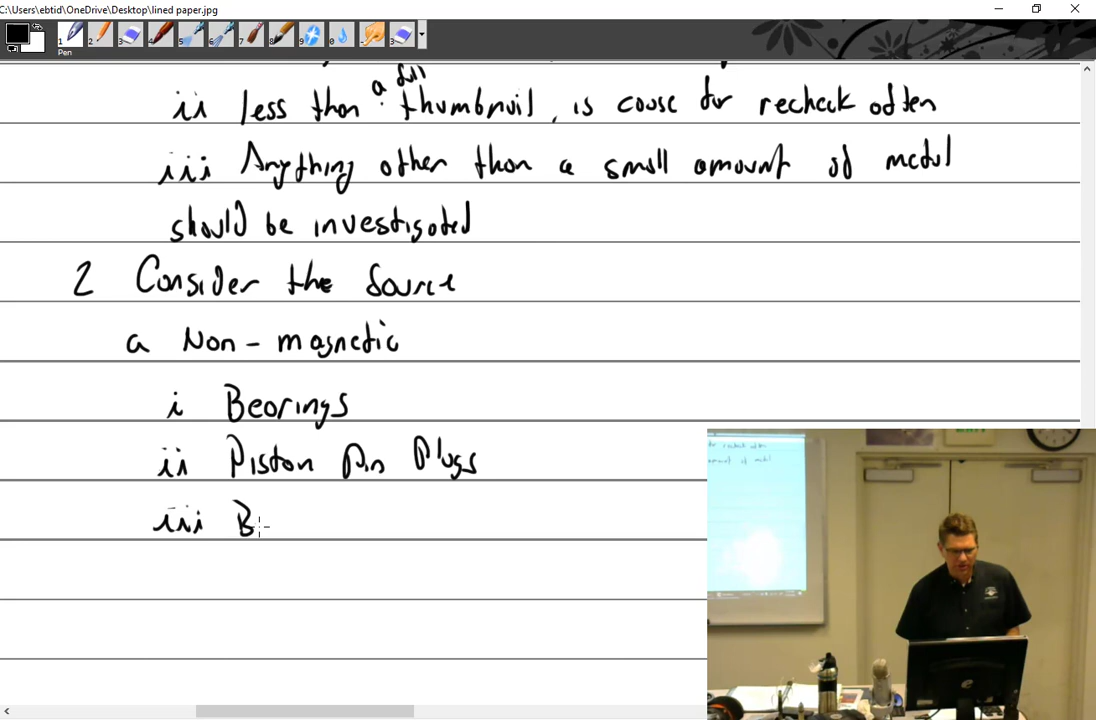 C:\Users\ebtid\OneDrive\Desktop\lined paper.jpg
Pen
ii less than a full thumbnail, is cause for recheck often
iii Anything other than a small amount of metal
should be investigated
2 Consider the Source
a Non-magnetic
i Bearings
ii Piston Pin Plugs
iii B